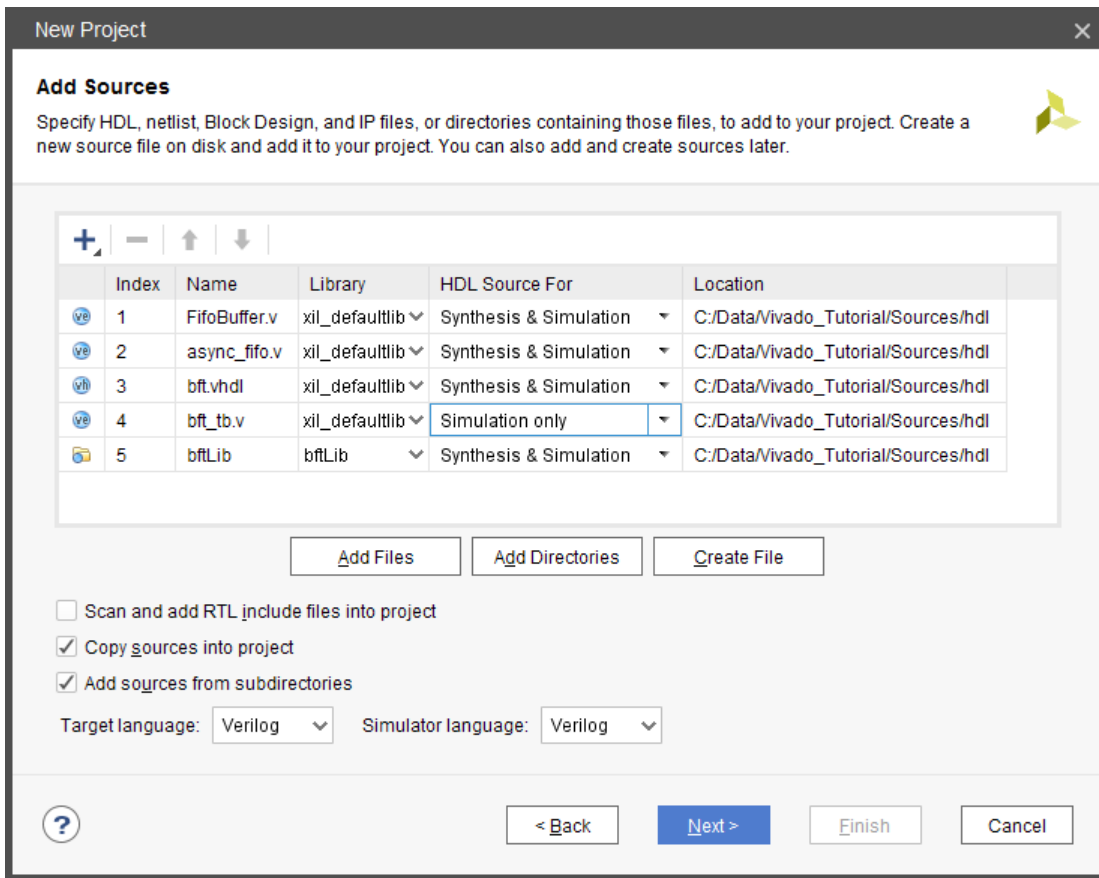 New Project
Add Sources
Specify HDL, netlist, Block Design, and IP files, or directories containing those files, to add to your project. Create a
new source file on disk and add it to your project. You can also add and create sources later.
Index Name Library HDL Source For Location
ve 1 FifoBuffer.v xil_defaultlib Synthesis & Simulation C:/Data/Vivado_Tutorial/Sources/hdl
ve 2 async_fifo.v xil_defaultlib Synthesis & Simulation C:/Data/Vivado_Tutorial/Sources/hdl
vh 3 bft.vhdl xil_defaultlib Synthesis & Simulation C:/Data/Vivado_Tutorial/Sources/hdl
ve 4 bft_tb.v xil_defaultlib Simulation only C:/Data/Vivado_Tutorial/Sources/hdl
5 bftLib bftLib Synthesis & Simulation C:/Data/Vivado_Tutorial/Sources/hdl
Add Files Add Directories Create File
Scan and add RTL include files into project
Copy sources into project
Add sources from subdirectories
Target language: Verilog Simulator language: Verilog
? < Back Next > Finish Cancel